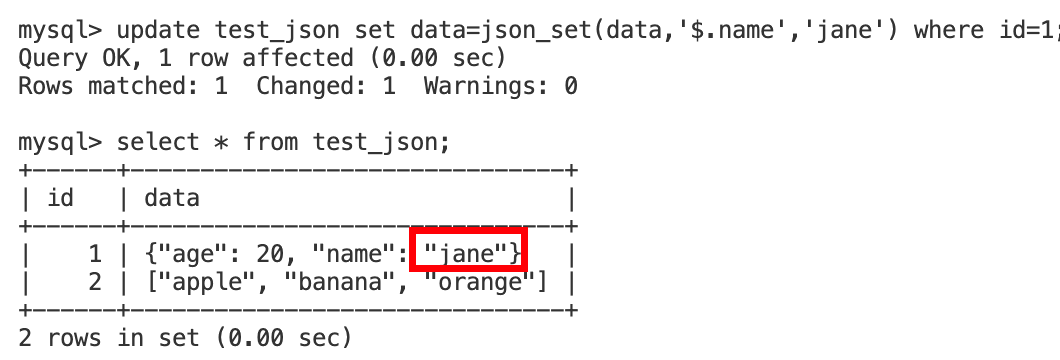 mysql> update test_json set data=json_set(data,'$.name','jane') where id=1;
Query OK, 1 row affected (0.00 sec)
Rows matched: 1  Changed: 1  Warnings: 0
mysql> select * from test_json;
+------+-------------------------------+
| id   | data                          |
+------+-------------------------------+
|    1 | {"age": 20, "name": "jane"}   |
|    2 | ["apple", "banana", "orange"] |
+------+-------------------------------+
2 rows in set (0.00 sec)